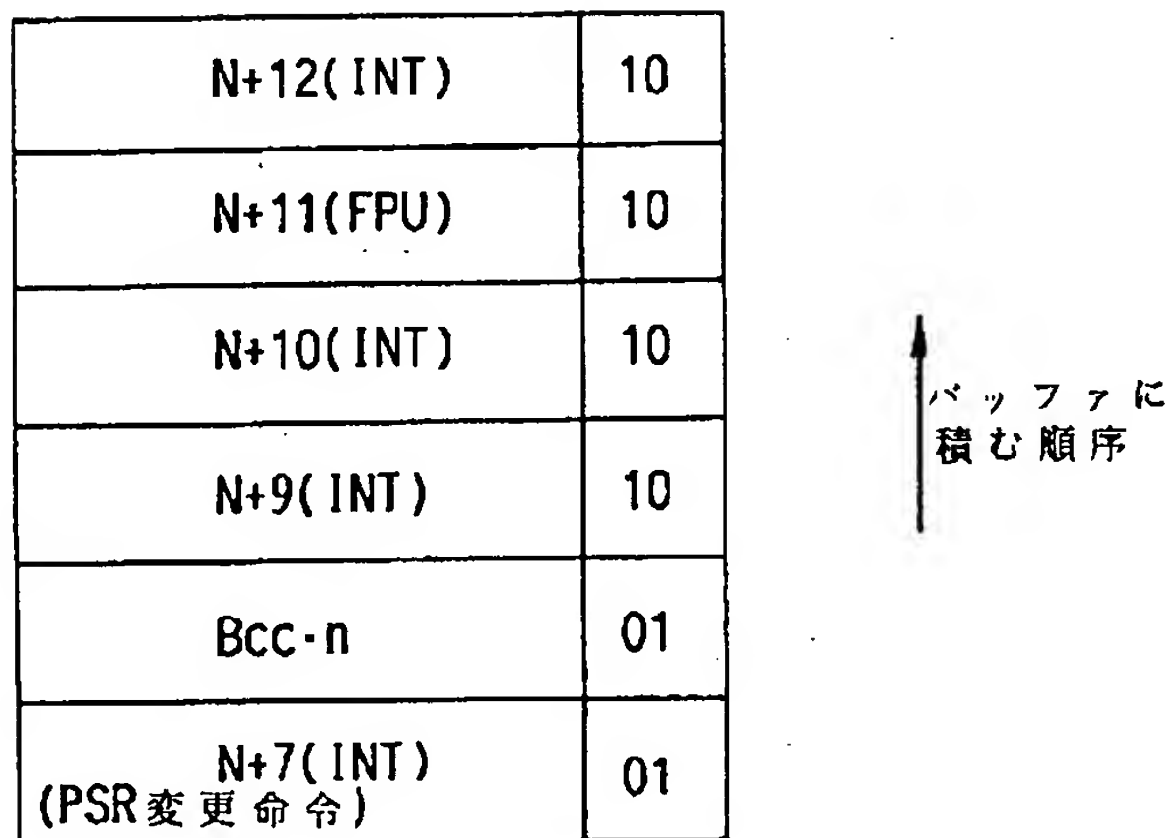 N+12(INT) 10
N+11(FPU) 10
N+10(INT) 10
N+9(INT) 10
Bcc・n 01
N+7(INT) 01
(PSR変更命令)
バッファに
積む順序